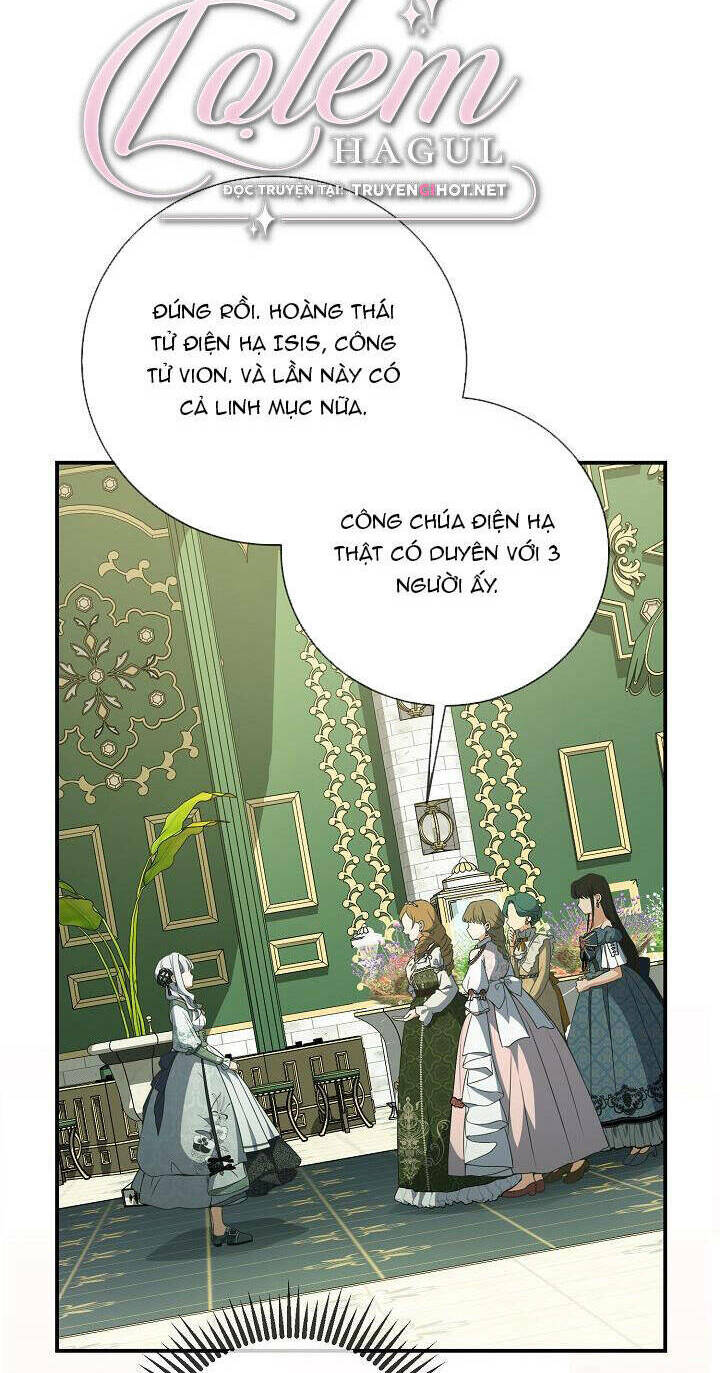 Lọlem
HAGUL
ĐỌC TRUYỆN TẠI: TRUYENGIHOT.NET
ĐÚNG RỒI. HOÀNG THÁI
TỬ ĐIỆN HẠ ISIS, CÔNG
TỬ VION. VÀ LẦN NÀY CÓ
CẢ LINH MỤC NỮA.
CÔNG CHÚA ĐIỆN HẠ
THẬT CÓ DUYÊN VỚI 3
NGƯỜI ẤY.